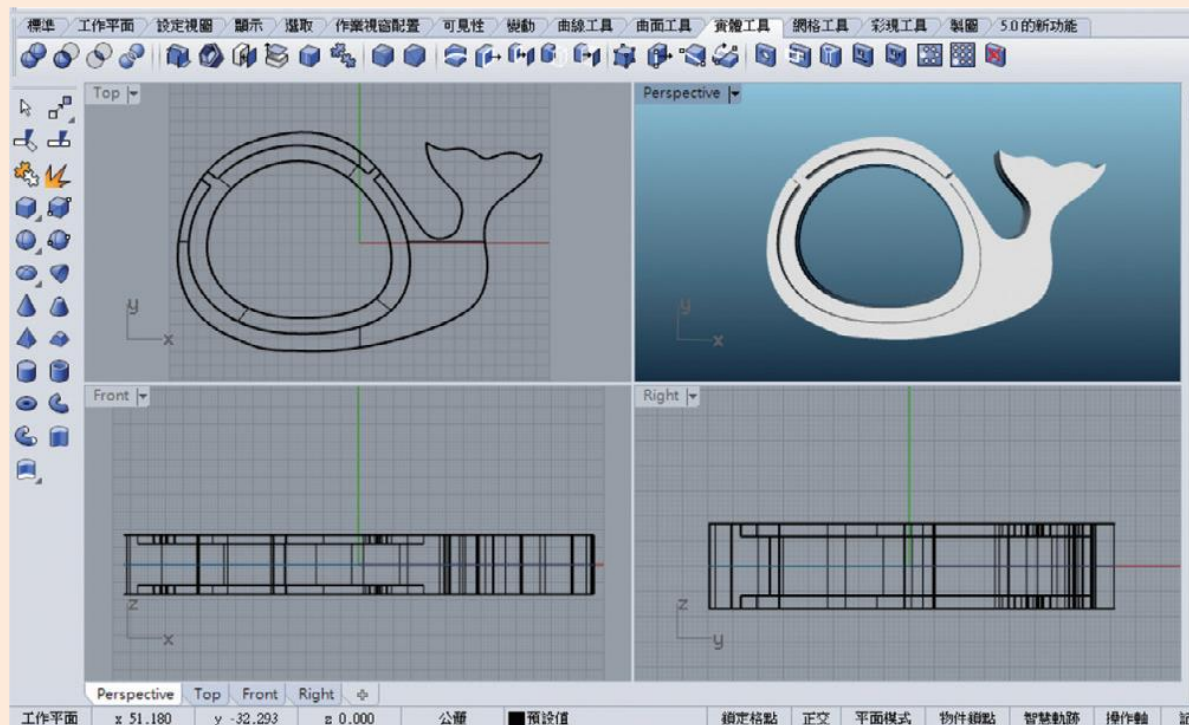 標準 工作平面 設定視圖 顯示 選取 作業視窗配置 可見性 變動 曲線工具 曲面工具 實體工具 網格工具 彩現工具 製圖 5.0 的新功能
Top
Perspective
y
x
y
x
Front
Right
z
x
z
y
Perspective Top Front Right
工作平面 x 51.180 y -32.293 z 0.000 公釐 預設值 鎖定格點 正交 平面模式 物件鎖點 智慧軌跡 操作軸